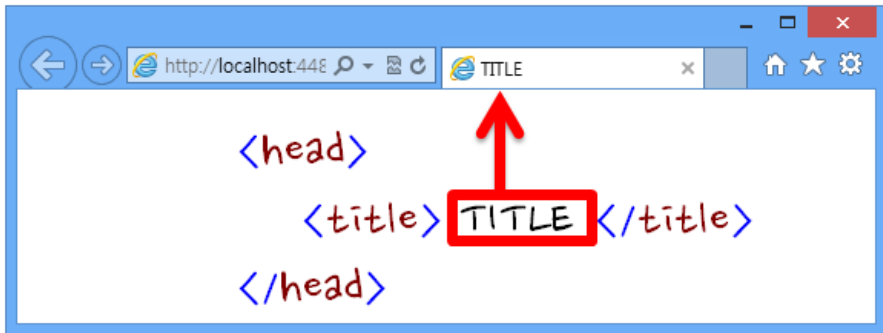 http://localhost:448 TITLE
<head>
<title> TITLE </title>
</head>